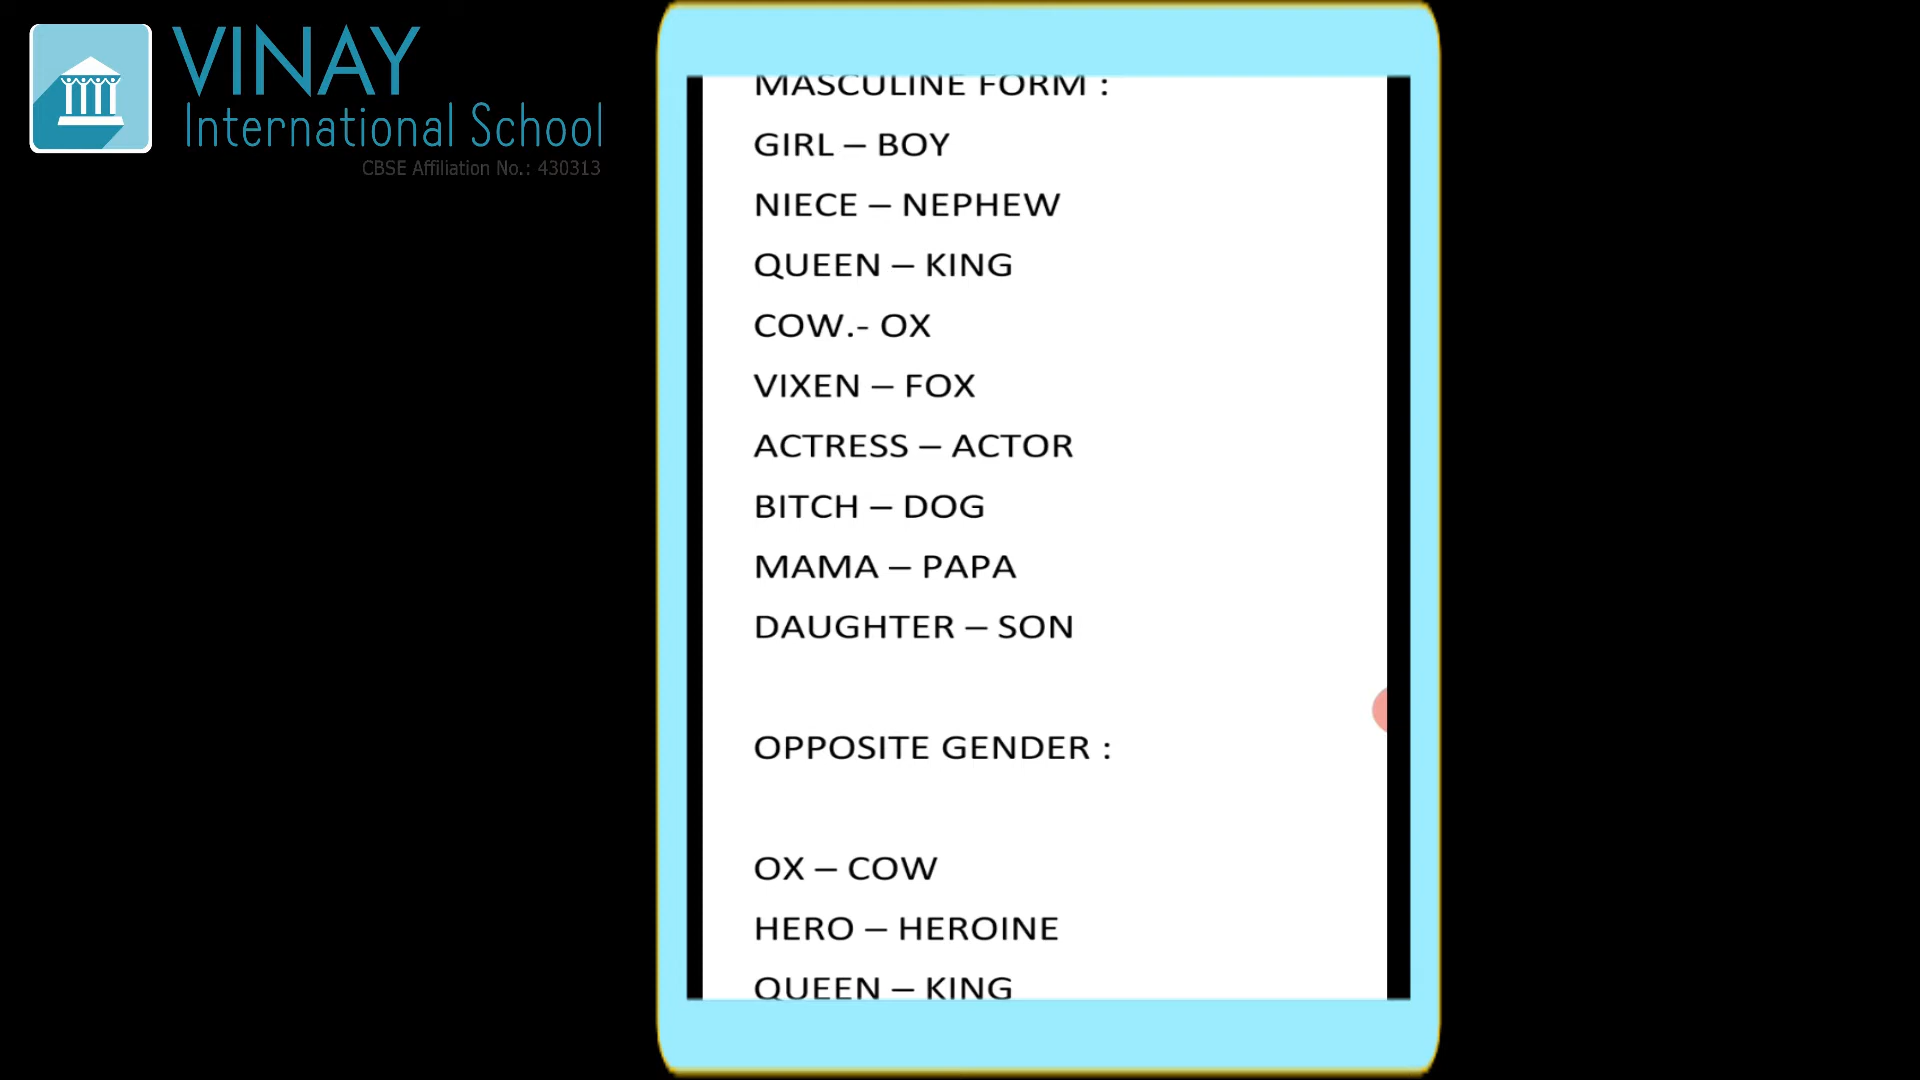 VINAY
International School
CBSE Affiliation No.: 430313
MASCULINE FORM :
GIRL – BOY
NIECE – NEPHEW
QUEEN – KING
COW.- OX
VIXEN – FOX
ACTRESS – ACTOR
BITCH – DOG
MAMA – PAPA
DAUGHTER – SON
OPPOSITE GENDER :
OX – COW
HERO – HEROINE
QUEEN – KING